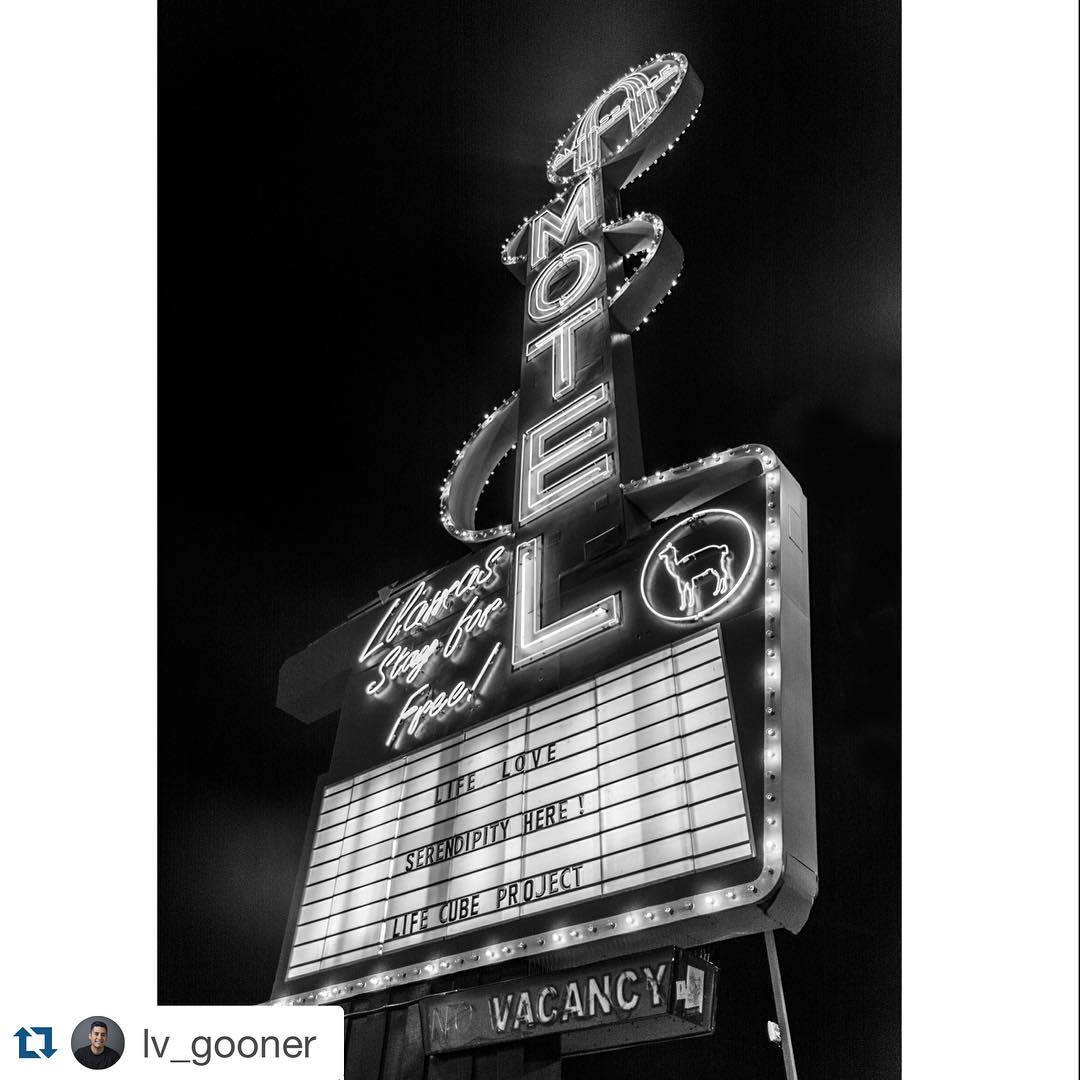 A
MOTEL
Llamas
Stay for
Free!
LIFE LOVE
SERENDIPITY HERE !
LIFE CUBE PROJECT
NO VACANCY
lv_gooner